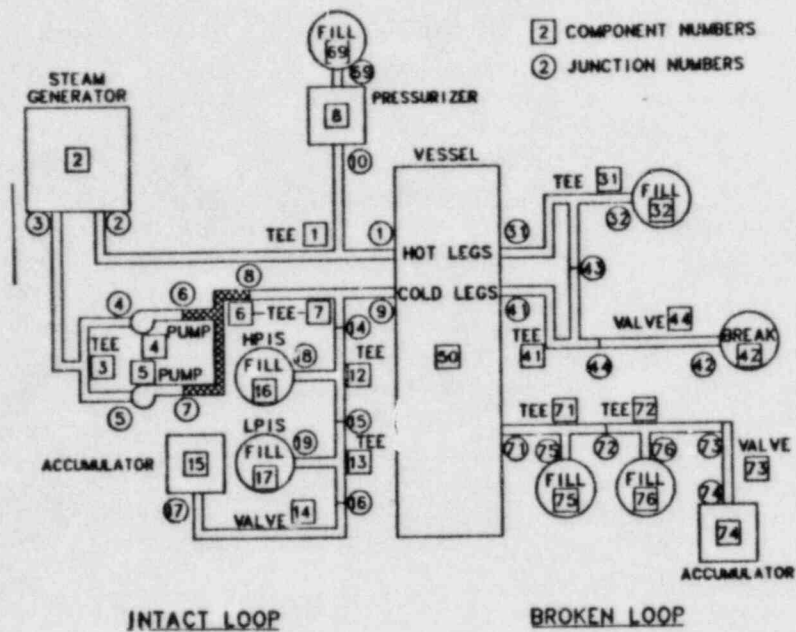 FILL
69
59
2 COMPONENT NUMBERS
2 JUNCTION NUMBERS
STEAM
GENERATOR
2
8
PRESSURIZER
10
VESSEL
3
2
TEE 1
1
HOT LEGS
31
TEE 31
FILL
32
32
43
8
COLD LEGS
9
41
4
6
PUMP
6 TEE 7
TEE
3
4
5
PUMP
5
7
14
HPIS
FILL
16
18
TEE
12
50
TEE
41
VALVE 44
44
42
BREAK
42
LPIS
FILL
17
19
15
TEE
13
16
ACCUMULATOR
15
17
VALVE 14
TEE 71
TEE 72
71
75
72
76
73
VALVE
73
FILL
75
FILL
76
74
74
ACCUMULATOR
INTACT LOOP
BROKEN LOOP